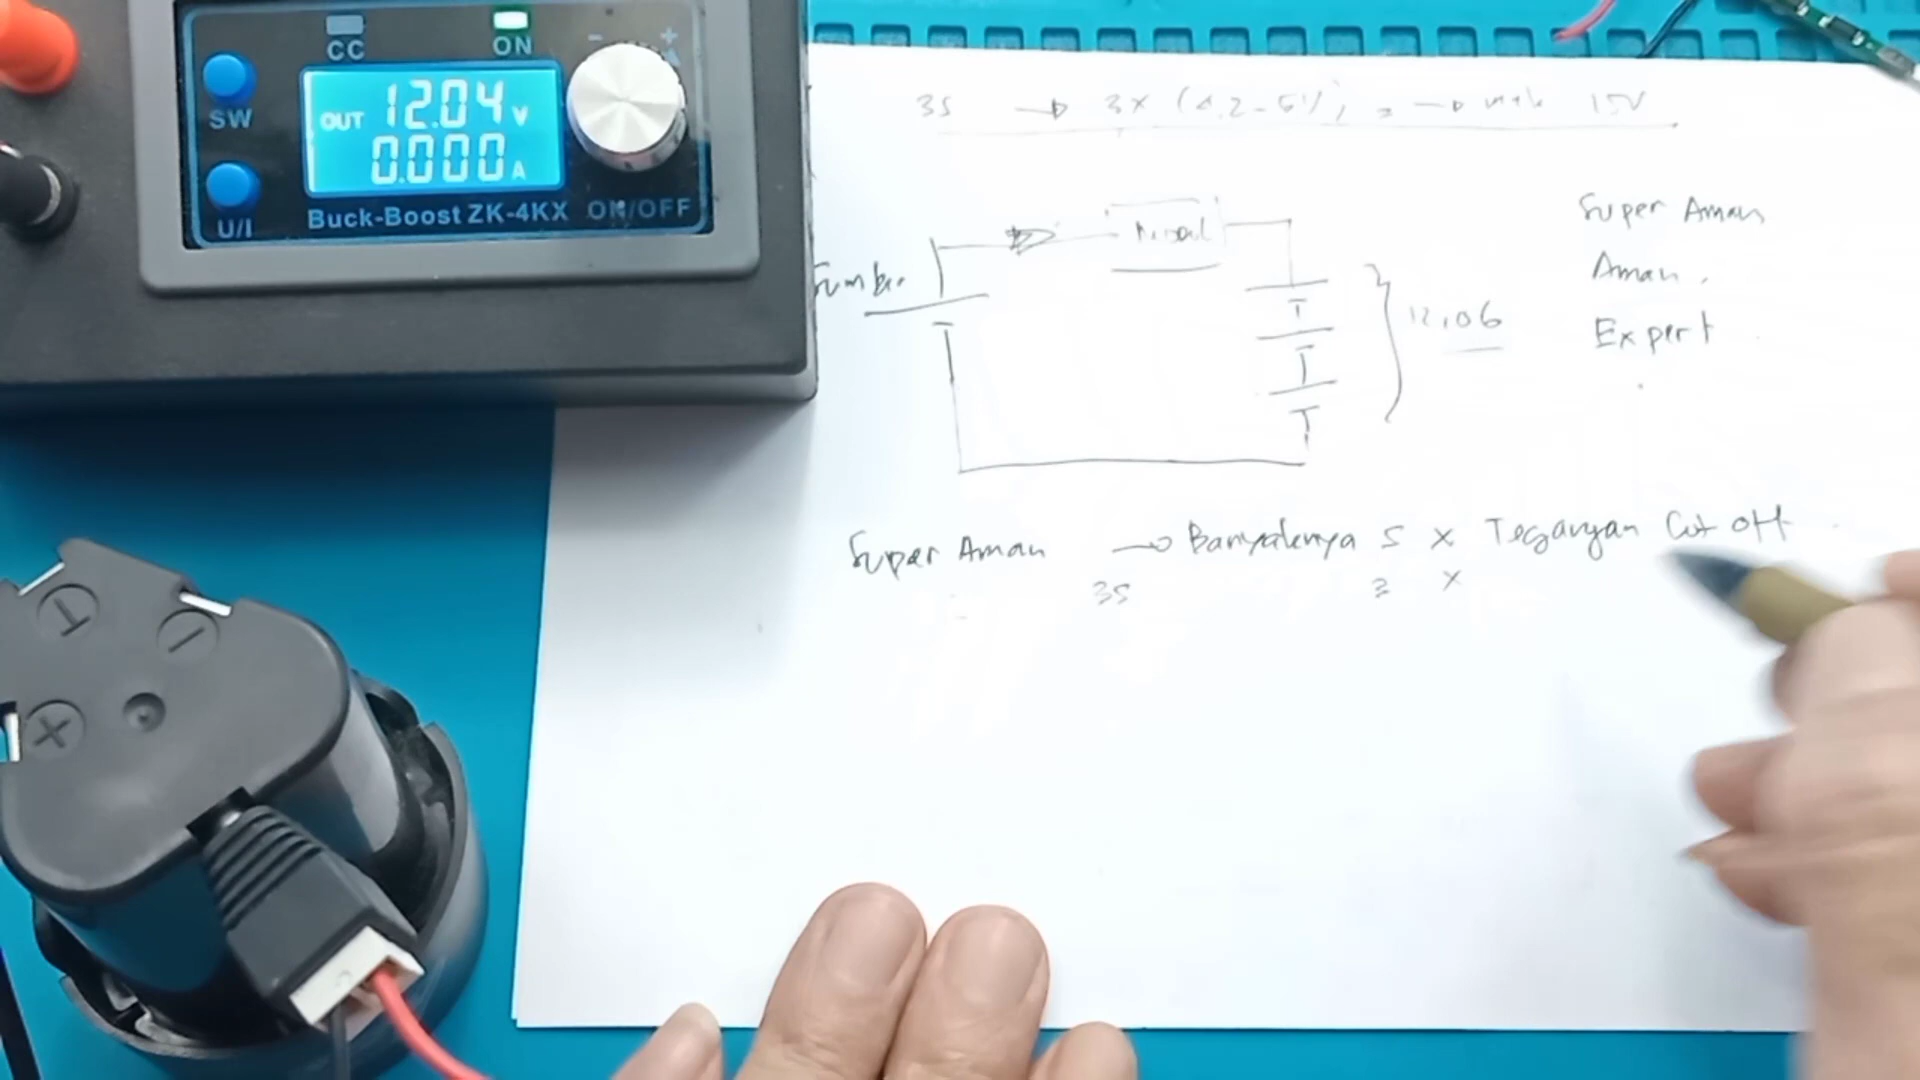 CC ON
- +
SW
OUT 12.04 V
0.000 A
U/I
Buck-Boost ZK-4KX ON/OFF
3S → 3X → 15V
Super Aman
Aman
Expert
12,06
Super Aman → Banyaknya S X Tegangan Cut off
3S 3 X